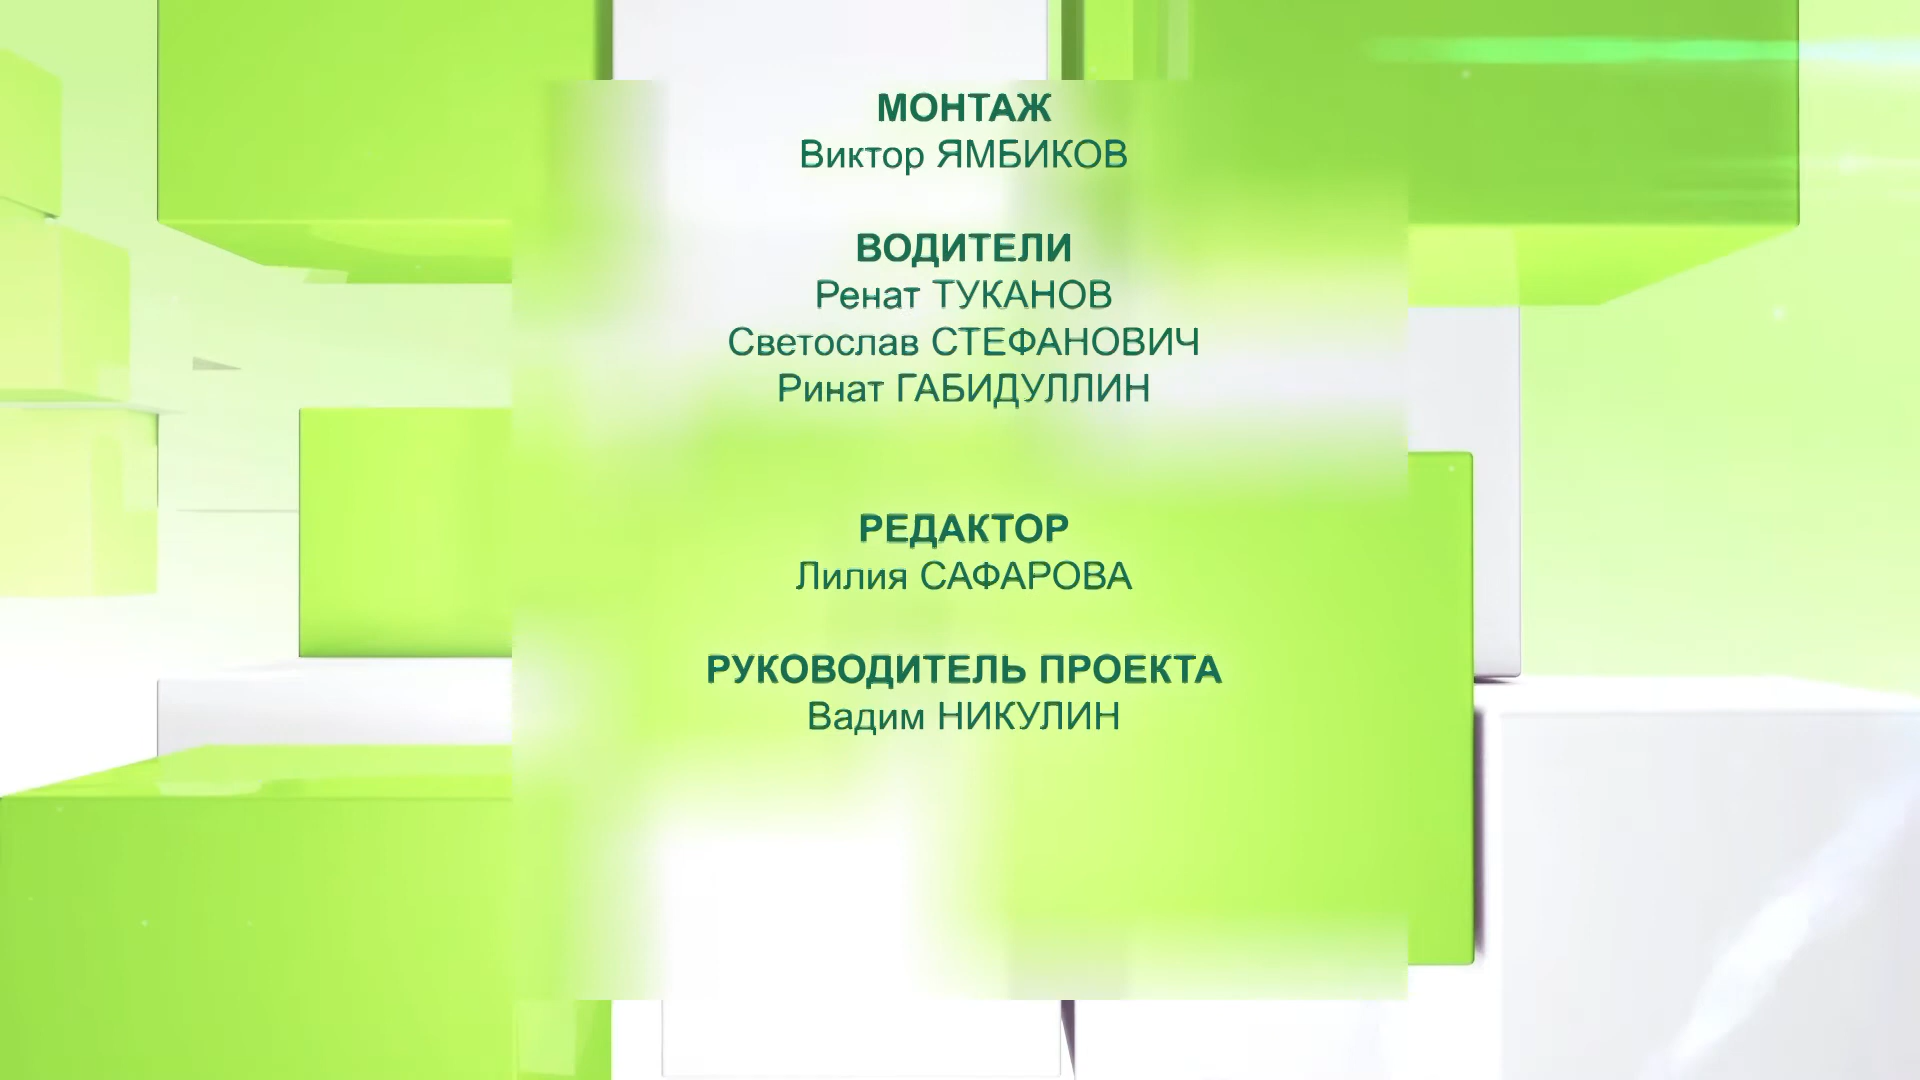 МОНТАЖ
Виктор ЯМБИКОВ
ВОДИТЕЛИ
Ренат ТУКАНОВ
Светослав СТЕФАНОВИЧ
Ринат ГАБИДУЛЛИН
РЕДАКТОР
Лилия САФАРОВА
РУКОВОДИТЕЛЬ ПРОЕКТА
Вадим НИКУЛИН